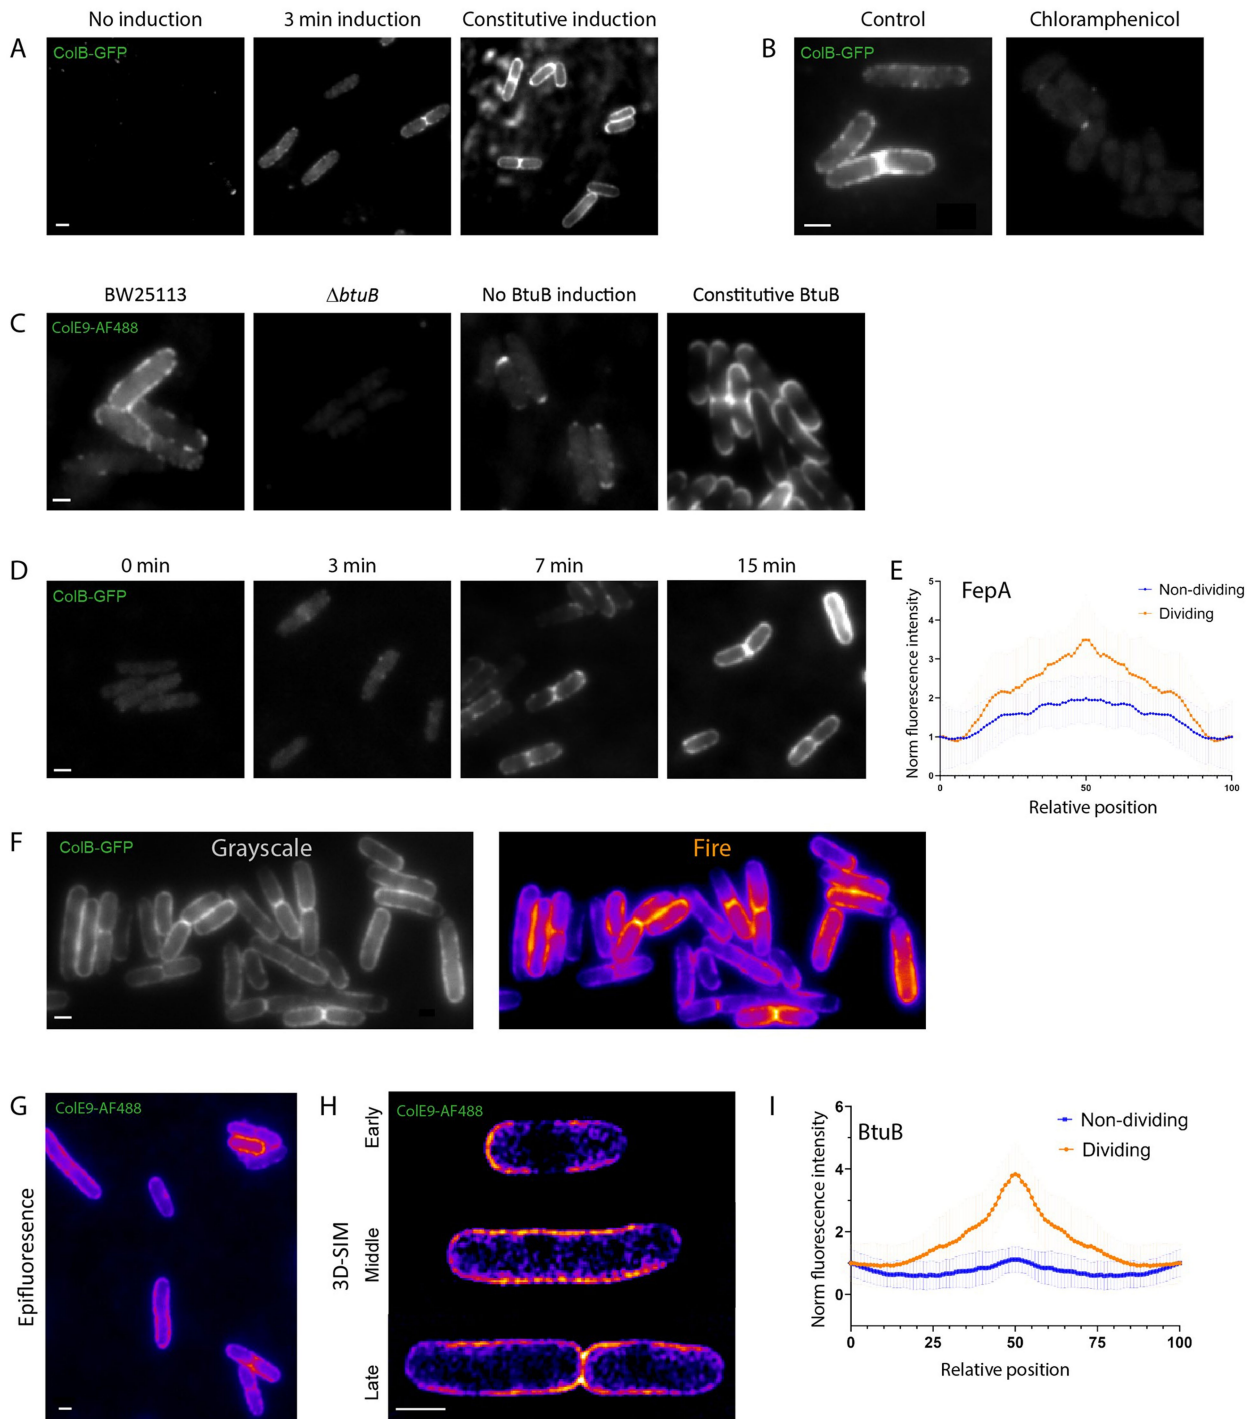 No induction
3 min induction
Constitutive induction
Control
Chloramphenicol
A
ColB-GFP
B
ColB-GFP
BW25113
ΔbtuB
No BtuB induction
Constitutive BtuB
C
ColE9-AF488
D
0 min
3 min
7 min
15 min
ColB-GFP
E
FepA
Non-dividing
Dividing
Norm fluorescence intensity
5
4
3
2
1
0
0
50
100
Relative position
F
ColB-GFP
Grayscale
Fire
G
ColE9-AF488
Epifluoresence
H
ColE9-AF488
3D-SIM
Early
Middle
Late
I
BtuB
Non-dividing
Dividing
Norm fluorescence intensity
6
4
2
0
0
25
50
75
100
Relative position